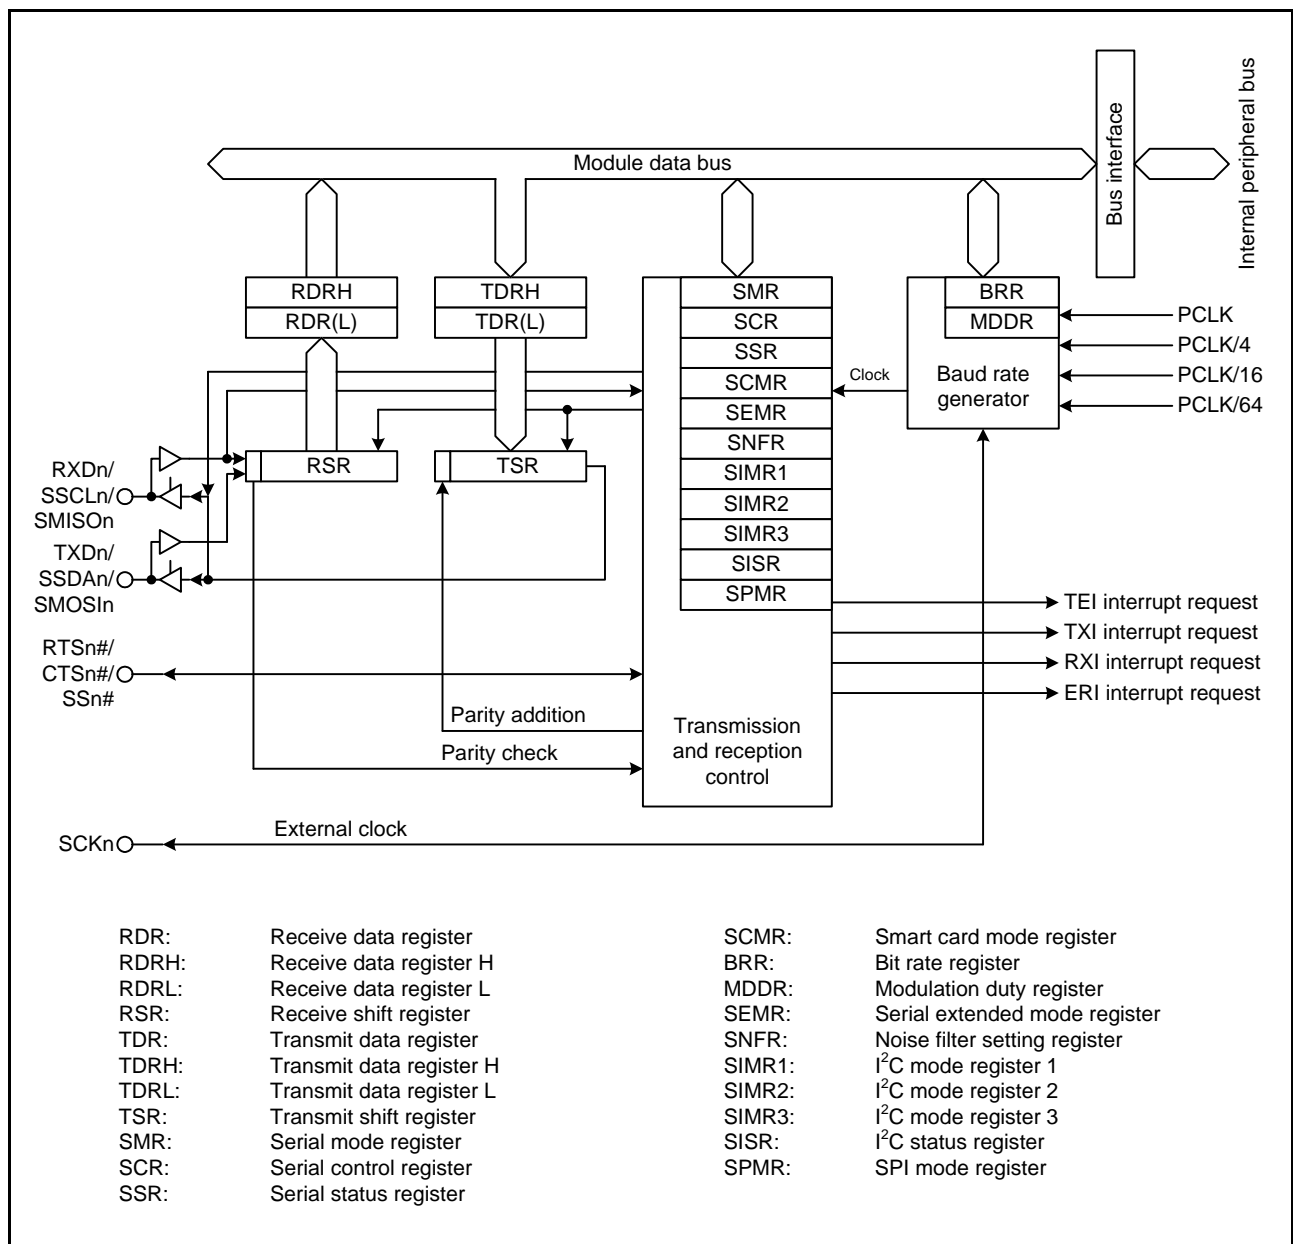 Module data bus
Bus interface
Internal peripheral bus
RDRH
RDR(L)
TDRH
TDR(L)
SMR
SCR
SSR
SCMR
SEMR
SNFR
SIMR1
SIMR2
SIMR3
SISR
SPMR
BRR
MDDR
Baud rate
generator
Clock
PCLK
PCLK/4
PCLK/16
PCLK/64
RSR
TSR
RXDn/
SSCLn/
SMISOn
TXDn/
SSDAn/
SMOSIn
RTSn#/
CTSn#/
SSn#
TEI interrupt request
TXI interrupt request
RXI interrupt request
ERI interrupt request
Parity addition
Parity check
Transmission
and reception
control
External clock
SCKn
RDR: Receive data register
RDRH: Receive data register H
RDRL: Receive data register L
RSR: Receive shift register
TDR: Transmit data register
TDRH: Transmit data register H
TDRL: Transmit data register L
TSR: Transmit shift register
SMR: Serial mode register
SCR: Serial control register
SSR: Serial status register
SCMR: Smart card mode register
BRR: Bit rate register
MDDR: Modulation duty register
SEMR: Serial extended mode register
SNFR: Noise filter setting register
SIMR1: I²C mode register 1
SIMR2: I²C mode register 2
SIMR3: I²C mode register 3
SISR: I²C status register
SPMR: SPI mode register